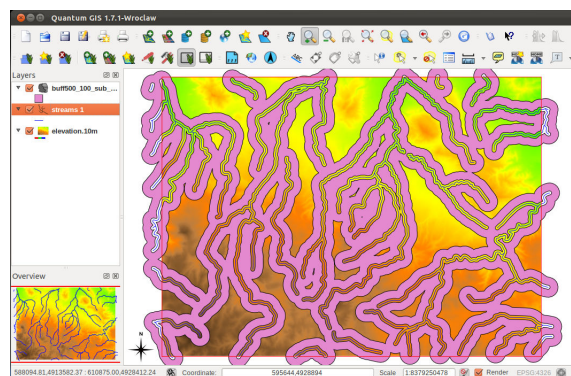 Quantum GIS 1.7.1-Wroclaw
Layers
buff500_100_sub_...
streams 1
elevation.10m
Overview
N
588094.81,4913582.37 : 610875.00,4928412.24
Coordinate:
595644,4928894
Scale
1:8379250478
Render
EPSG:4326